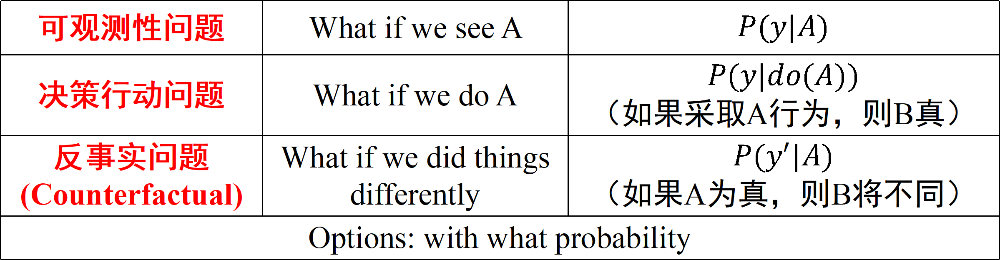 可观测性问题
What if we see A
P(y|A)
决策行动问题
What if we do A
P(y|do(A))
（如果采取A行为，则B真）
反事实问题
(Counterfactual)
What if we did things
differently
P(y′|A)
（如果A为真，则B将不同）
Options: with what probability